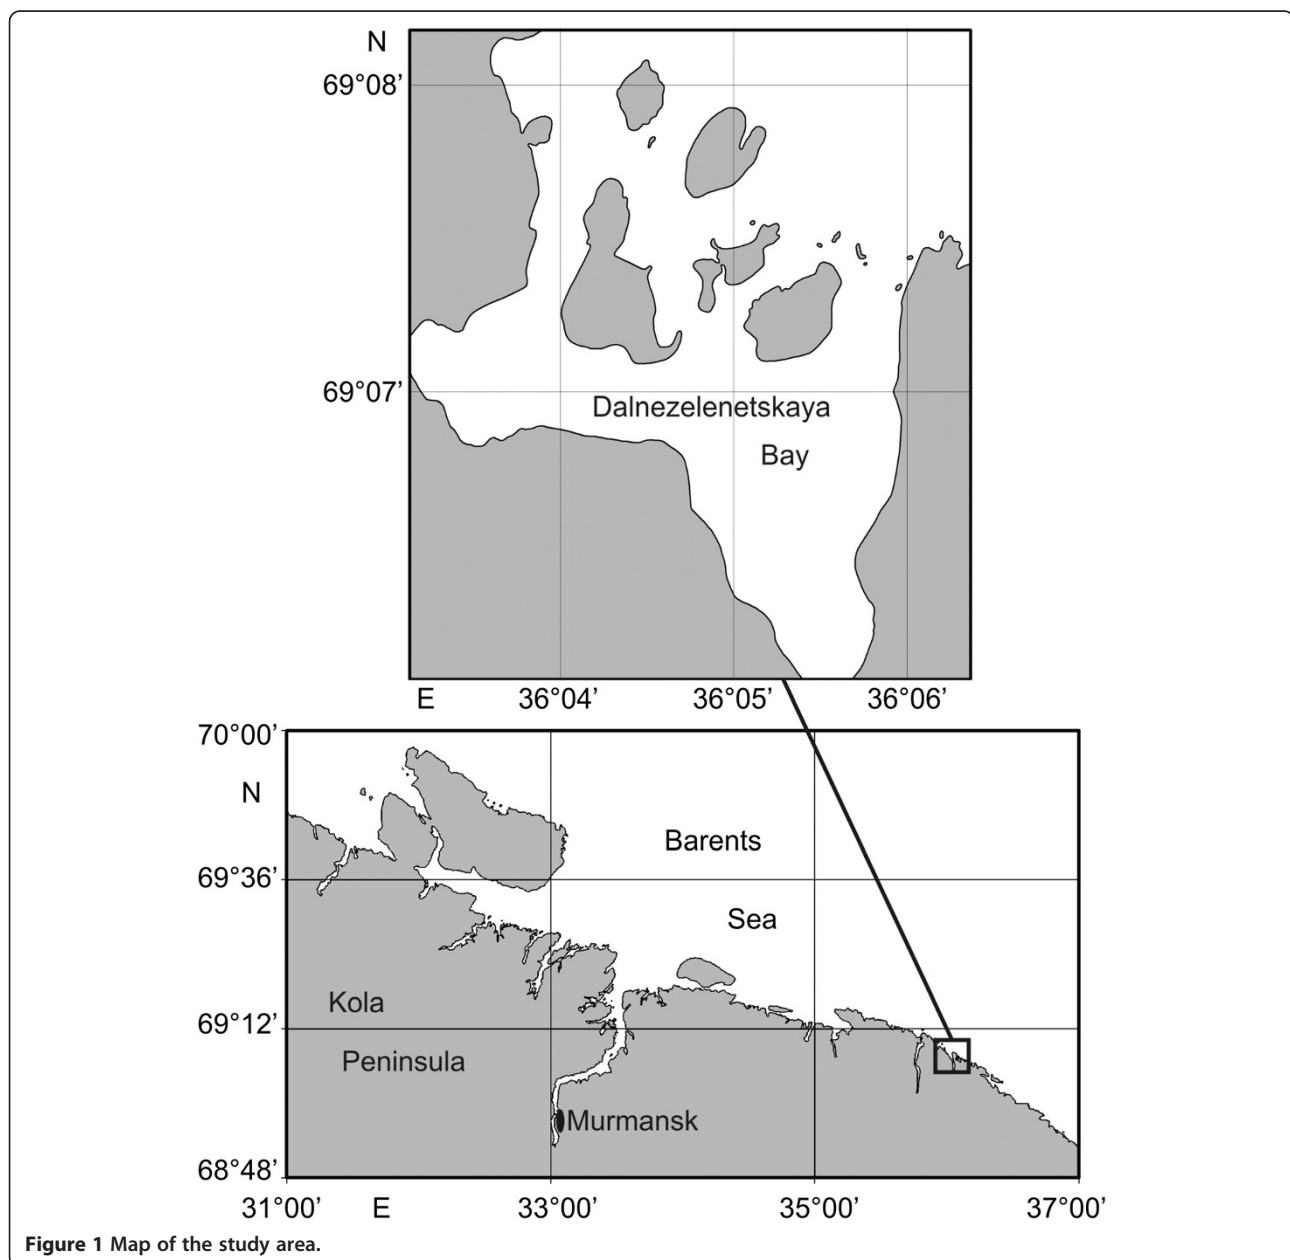 N
69°08’
69°07’
Dalnezelenetskaya
Bay
E 36°04’ 36°05’ 36°06’
70°00’
N
Barents
69°36’
Sea
Kola
69°12’
Peninsula
Murmansk
68°48’
31°00’ E 33°00’ 35°00’ 37°00’
Figure 1 Map of the study area.